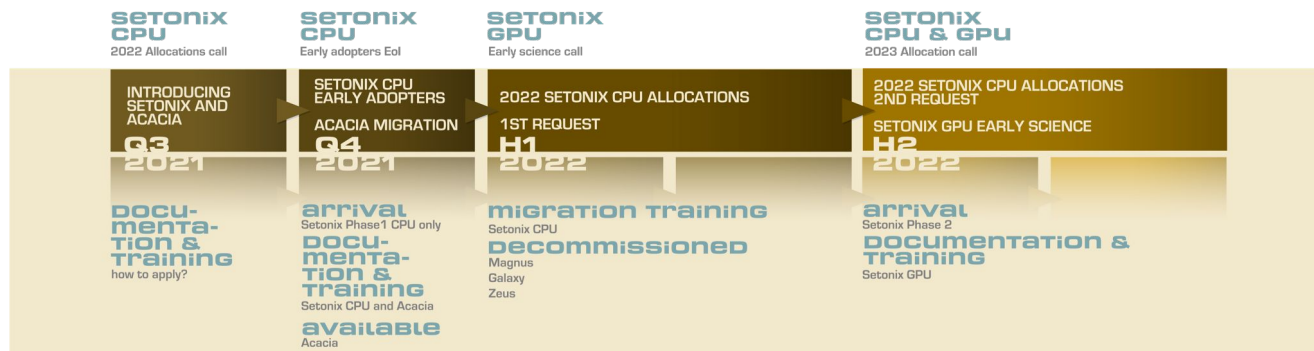 setonix
CPU
2022 Allocations call
setonix
CPU
Early adopters EoI
setonix
GPU
Early science call
setonix
CPU & GPU
2023 Allocation call
INTRODUCING
SETONIX AND
ACACIA
Q3
2021
SETONIX CPU
EARLY ADOPTERS
ACACIA MIGRATION
Q4
2021
2022 SETONIX CPU ALLOCATIONS
1ST REQUEST
H1
2022
2022 SETONIX CPU ALLOCATIONS
2ND REQUEST
SETONIX GPU EARLY SCIENCE
H2
2022
DOCU-
menta-
tion &
training
how to apply?
arrival
Setonix Phase1 CPU only
DOCU-
menta-
tion &
training
Setonix CPU and Acacia
available
Acacia
migration training
Setonix CPU
Decommissioned
Magnus
Galaxy
Zeus
arrival
Setonix Phase 2
Documentation &
training
Setonix GPU